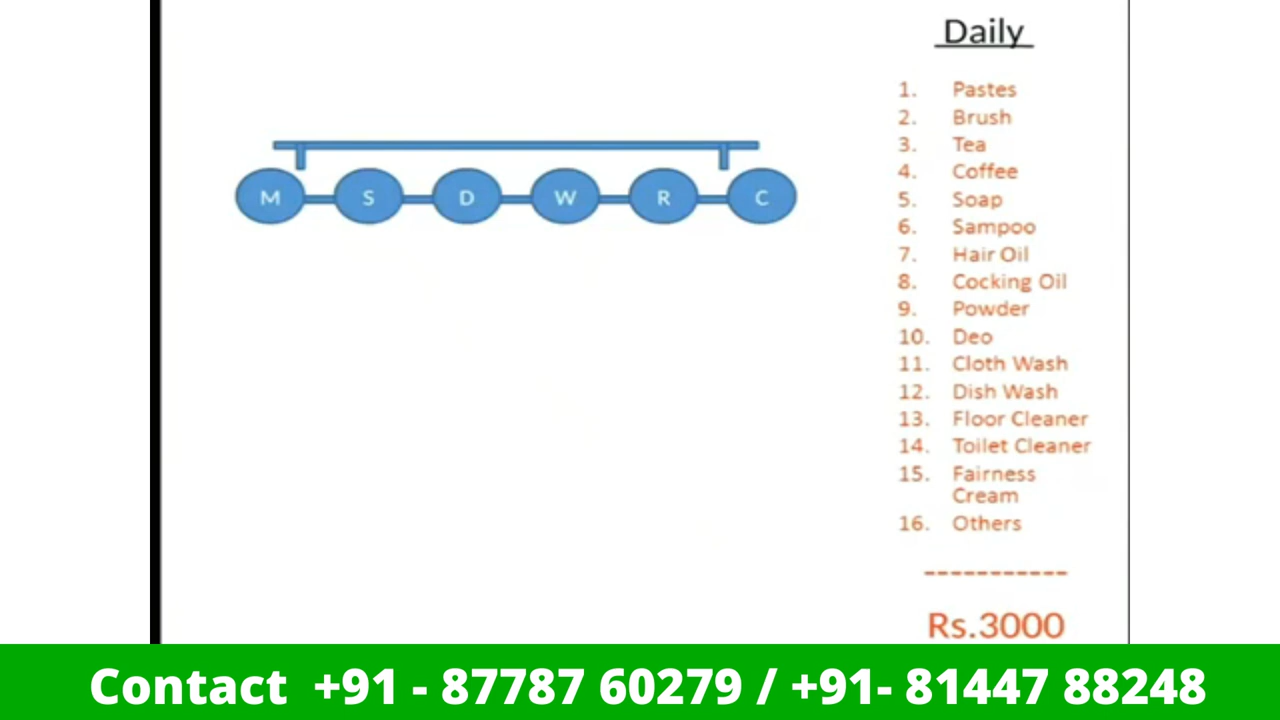 Daily
M S D W R C
1. Pastes
2. Brush
3. Tea
4. Coffee
5. Soap
6. Sampoo
7. Hair Oil
8. Cocking Oil
9. Powder
10. Deo
11. Cloth Wash
12. Dish Wash
13. Floor Cleaner
14. Toilet Cleaner
15. Fairness
Cream
16. Others
-----------
Rs.3000
Contact +91 - 87787 60279 / +91- 81447 88248